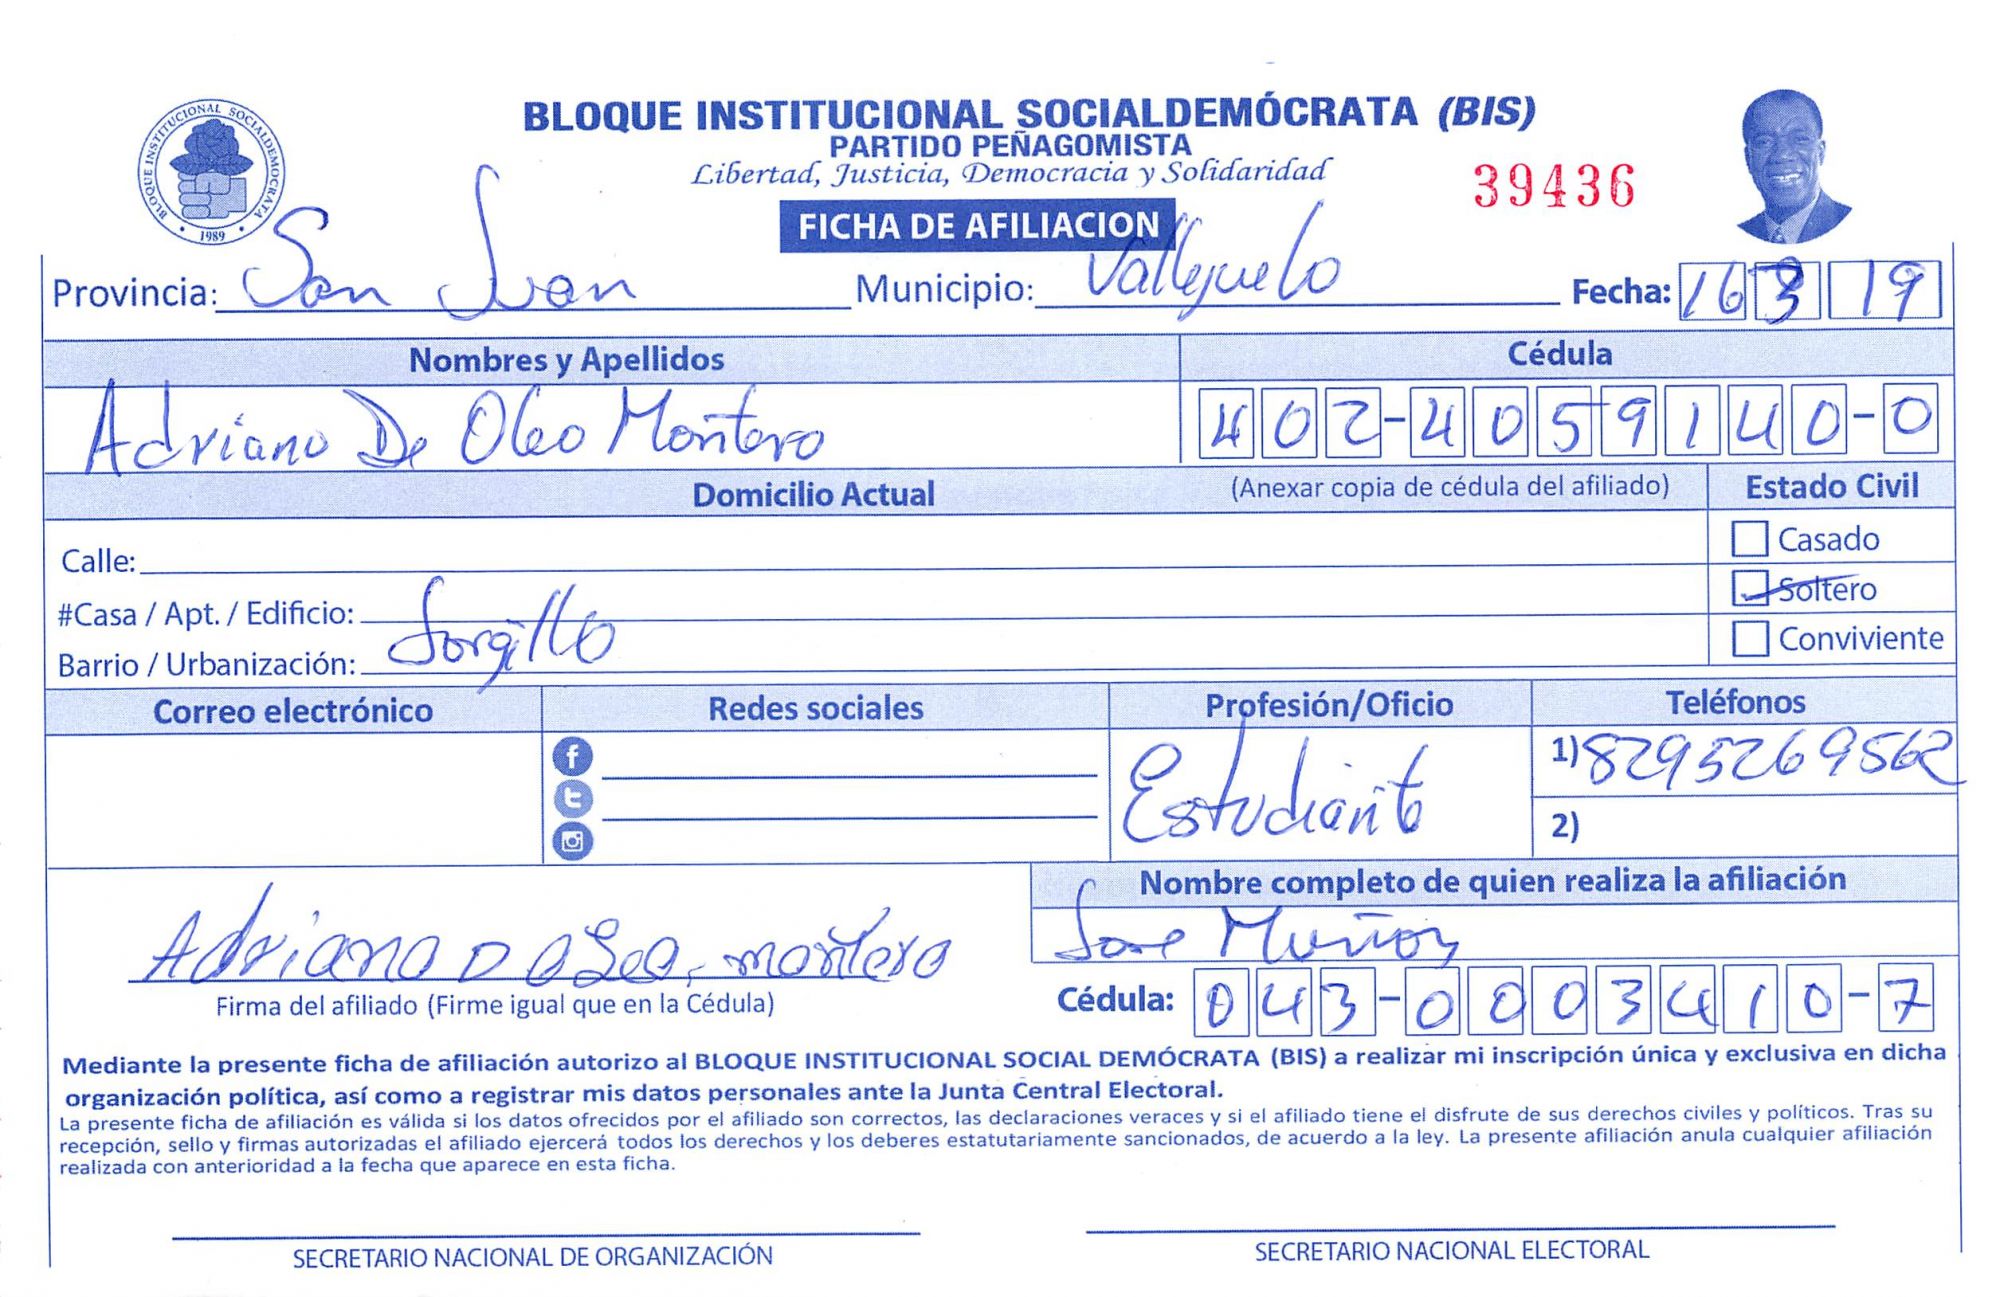 BLOQUE INSTITUCIONAL SOCIALDEMÓCRATA (BIS)
PARTIDO PEÑAGOMISTA
Libertad, Justicia, Democracia y Solidaridad
39436
BLOQUE INSTITUCIONAL SOCIALDEMOCRATA
1989
FICHA DE AFILIACION
Provincia: San Juan Municipio: Vallejuelo Fecha: 16 3 19
Nombres y Apellidos Cédula
Adriano De Oleo Montero 402-4059140-0
Domicilio Actual (Anexar copia de cédula del afiliado) Estado Civil
Calle: Casado
#Casa / Apt. / Edificio: Soltero
Barrio / Urbanización: Jorgillo Conviviente
Correo electrónico Redes sociales Profesión/Oficio Teléfonos
Estudiante 1) 8295269562
2)
Nombre completo de quien realiza la afiliación
Jose Muñoz
Adriano D Oleo, montero
Firma del afiliado (Firme igual que en la Cédula) Cédula: 043-0003410-7
Mediante la presente ficha de afiliación autorizo al BLOQUE INSTITUCIONAL SOCIAL DEMÓCRATA (BIS) a realizar mi inscripción única y exclusiva en dicha
organización política, así como a registrar mis datos personales ante la Junta Central Electoral.
La presente ficha de afiliación es válida si los datos ofrecidos por el afiliado son correctos, las declaraciones veraces y si el afiliado tiene el disfrute de sus derechos civiles y políticos. Tras su
recepción, sello y firmas autorizadas el afiliado ejercerá todos los derechos y los deberes estatutariamente sancionados, de acuerdo a la ley. La presente afiliación anula cualquier afiliación
realizada con anterioridad a la fecha que aparece en esta ficha.
SECRETARIO NACIONAL DE ORGANIZACIÓN SECRETARIO NACIONAL ELECTORAL